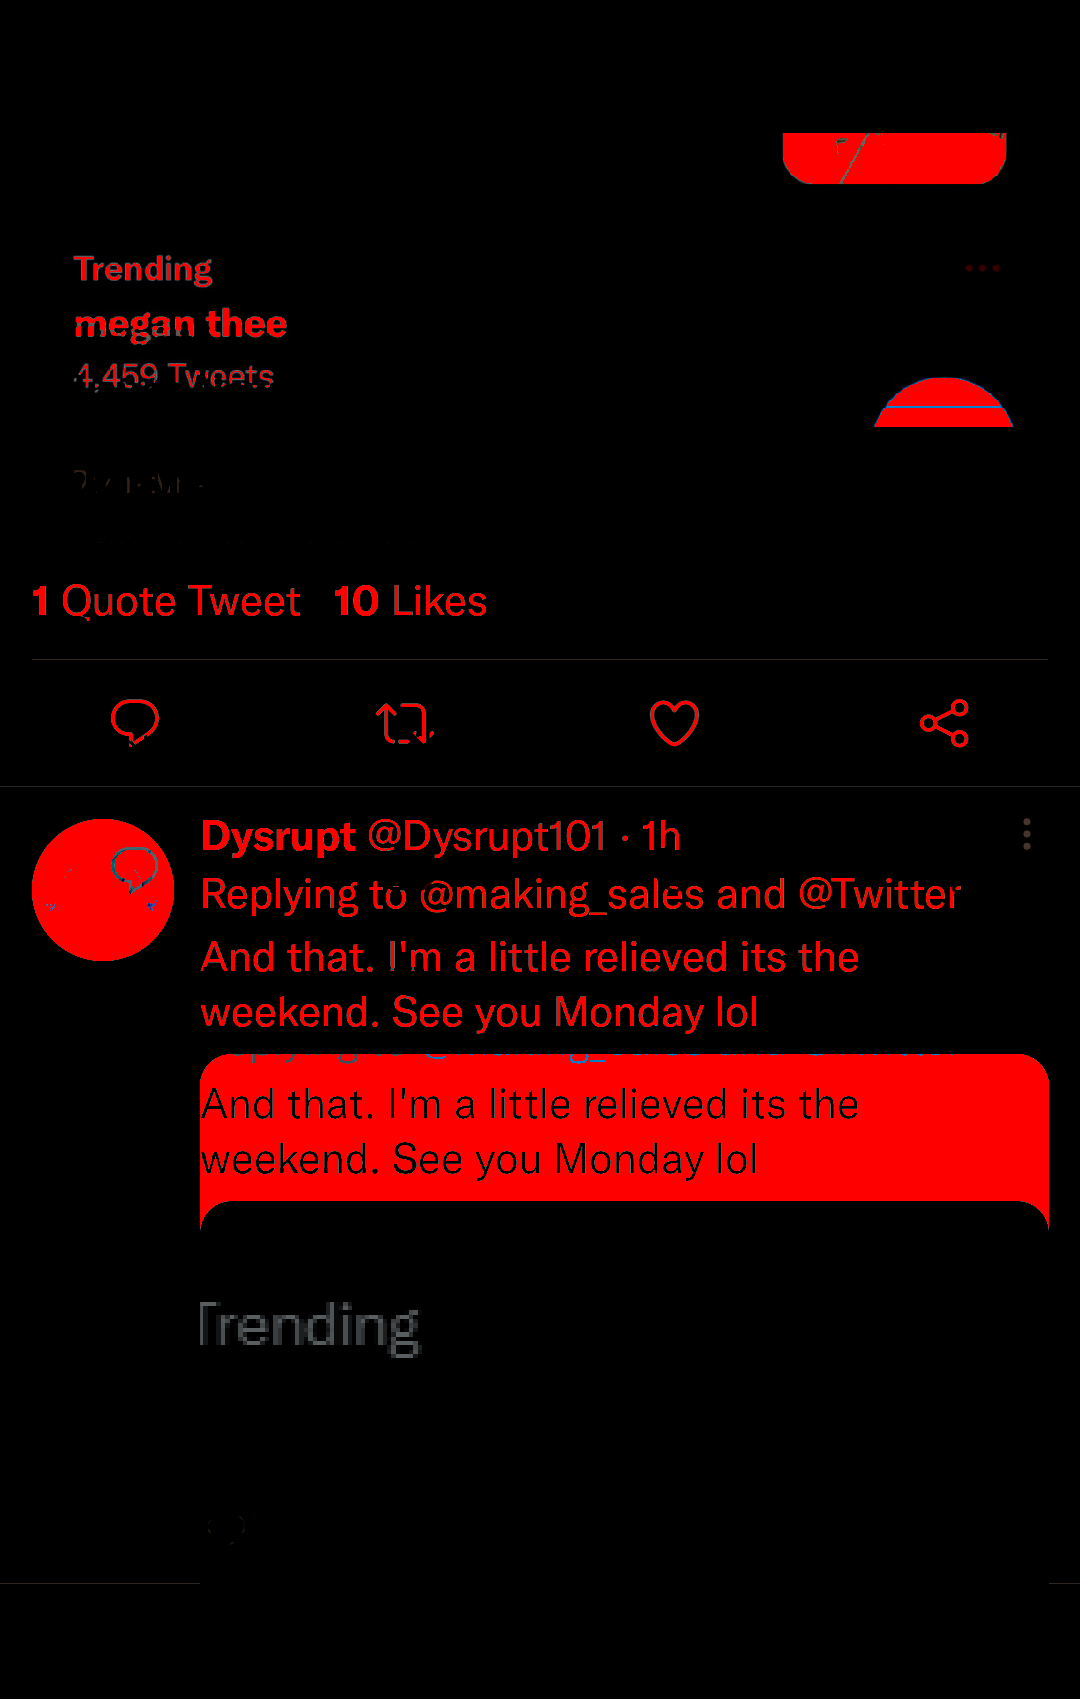 Trending
megan thee
4,459 Tweets
1 Quote Tweet 10 Likes
Dysrupt @Dysrupt101 · 1h
Replying to @making_sales and @Twitter
And that. I'm a little relieved its the
weekend. See you Monday lol
And that. I'm a little relieved its the
weekend. See you Monday lol
Trending